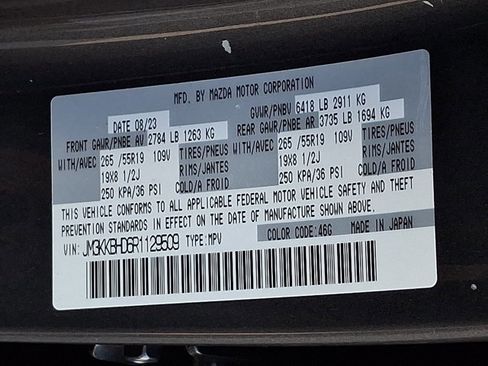 MFD. BY MAZDA MOTOR CORPORATION
DATE 08/23 GVWR/PNBV 6418 LB 2911 KG
FRONT GAWR/PNBE AV 2784 LB 1263 KG REAR GAWR/PNBE AR 3735 LB 1694 KG
WITH/AVEC 265 /55R19 109V TIRES/PNEUS WITH/AVEC 265 /55R19 109V TIRES/PNEUS
19X8 1/2J RIMS/JANTES 19X8 1/2J RIMS/JANTES
250 KPA/36 PSI COLD/A FROID 250 KPA/36 PSI COLD/A FROID
THIS VEHICLE CONFORMS TO ALL APPLICABLE FEDERAL MOTOR VEHICLE SAFETY AND THEFT
PREVENTION STANDARDS IN EFFECT ON THE DATE OF MANUFACTURE SHOWN ABOVE.
VIN: JM3KKBHD6R1129509 TYPE:MPV COLOR CODE:46G MADE IN JAPAN